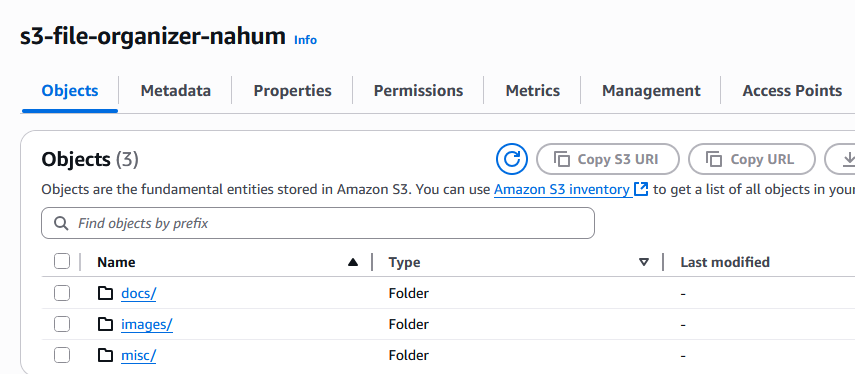 s3-file-organizer-nahum Info
Objects Metadata Properties Permissions Metrics Management Access Points
Objects (3) Copy S3 URI Copy URL
Objects are the fundamental entities stored in Amazon S3. You can use Amazon S3 inventory to get a list of all objects in your
Find objects by prefix
Name Type Last modified
docs/ Folder -
images/ Folder -
misc/ Folder -